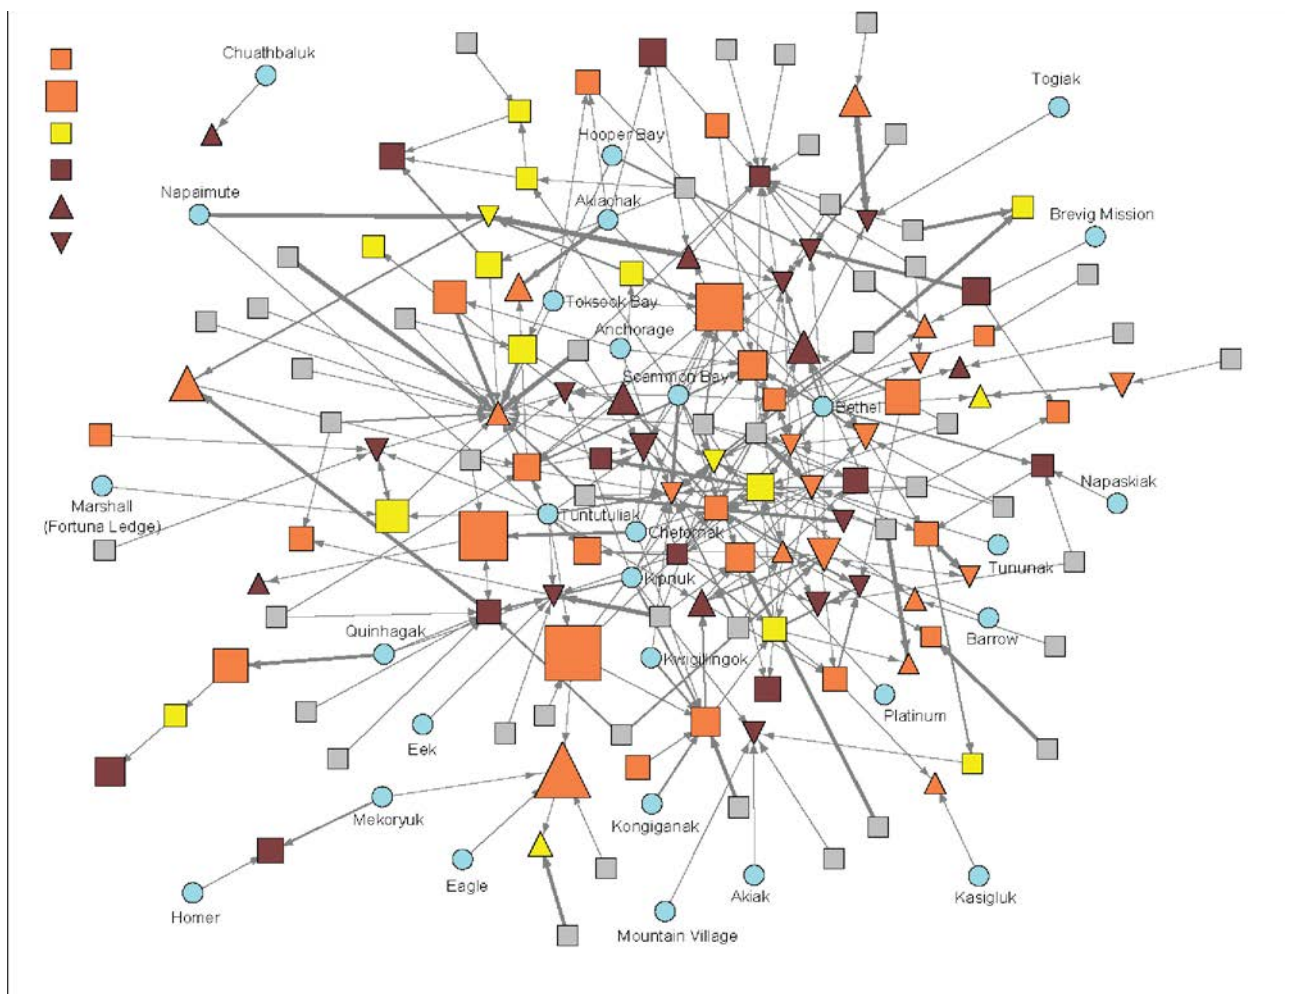 Chuathbaluk
Togiak
Hooper Bay
Napaimute
Akiachak
Brevig Mission
Toksook Bay
Anchorage
Scammon Bay
Bethel
Marshall
(Fortuna Ledge)
Napaskiak
Tuntutuliak
Chefornak
Tununak
Kipnuk
Quinhagak
Barrow
Kwigillingok
Platinum
Eek
Mekoryuk
Kongiganak
Eagle
Akiak
Kasigluk
Homer
Mountain Village